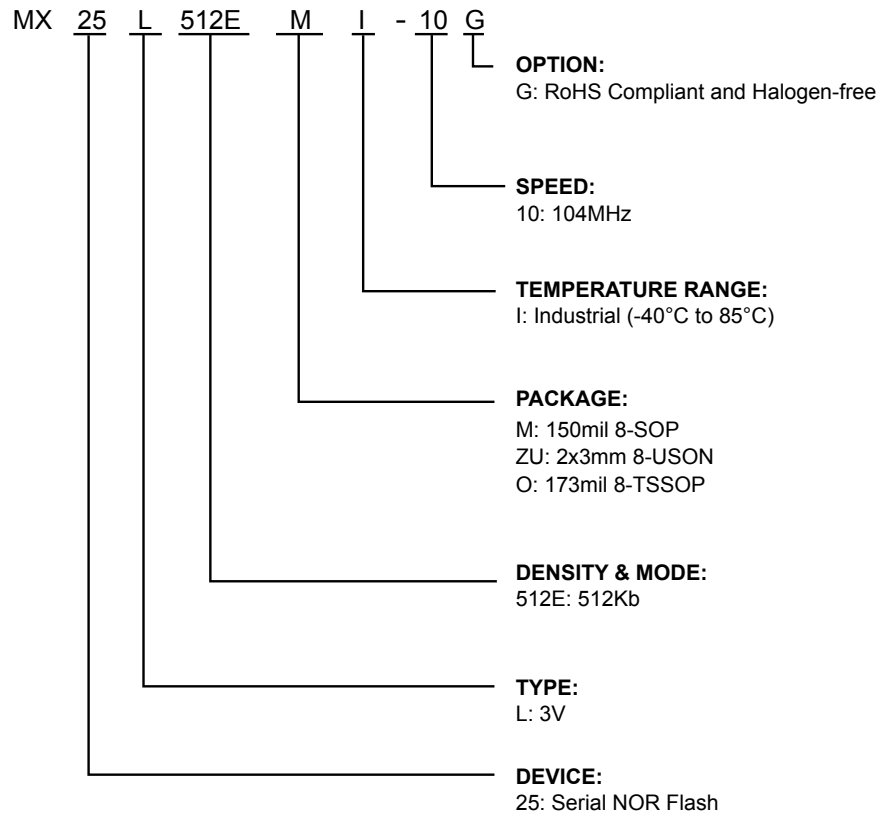 MX 25 L 512E M I - 10 G
OPTION:
G: RoHS Compliant and Halogen-free
SPEED:
10: 104MHz
TEMPERATURE RANGE:
I: Industrial (-40°C to 85°C)
PACKAGE:
M: 150mil 8-SOP
ZU: 2x3mm 8-USON
O: 173mil 8-TSSOP
DENSITY & MODE:
512E: 512Kb
TYPE:
L: 3V
DEVICE:
25: Serial NOR Flash